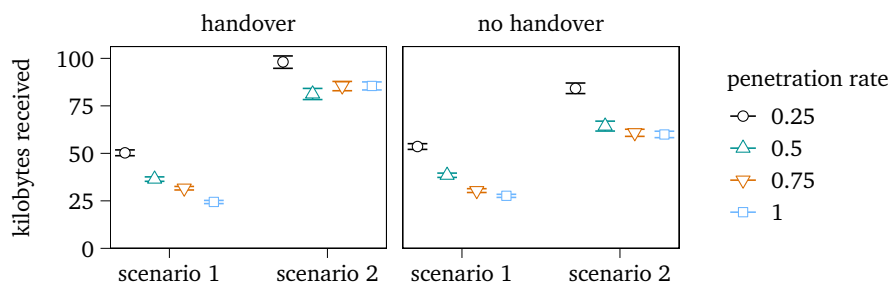 handover
no handover
kilobytes received
100
75
50
25
0
scenario 1
scenario 2
scenario 1
scenario 2
penetration rate
0.25
0.5
0.75
1